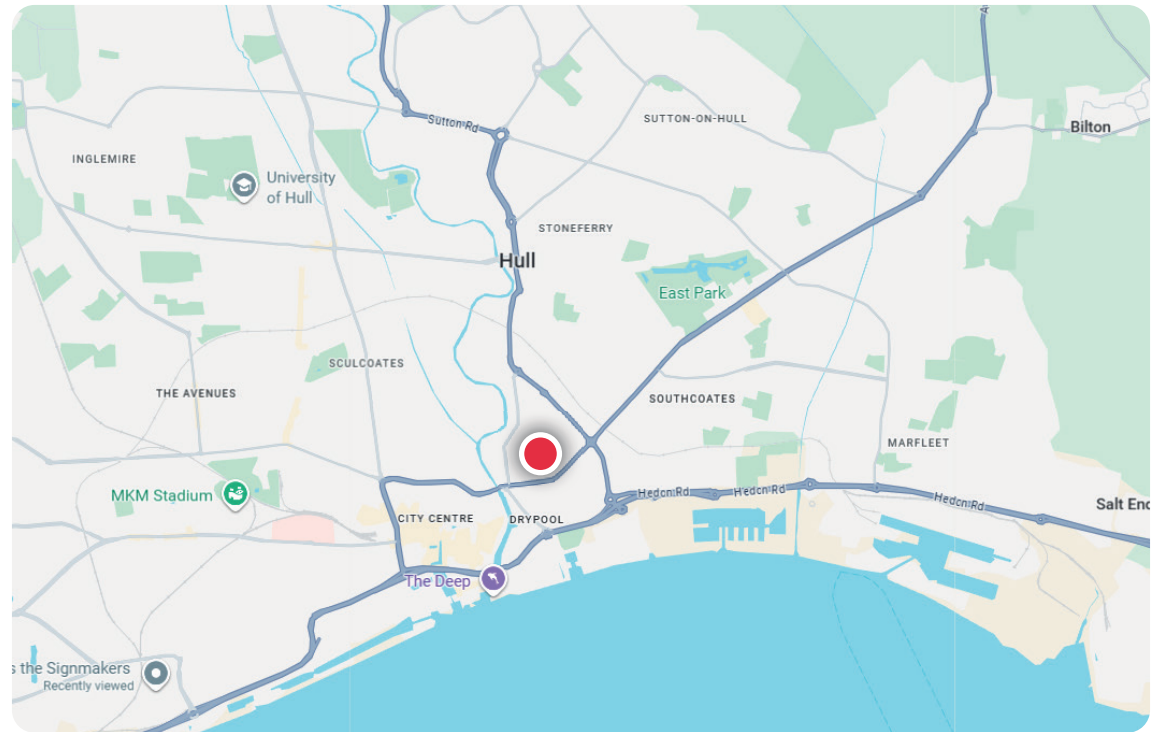 Sutton Rd
SUTTON-ON-HULL
Bilton
INGLEMIRE
University
of Hull
STONEFERRY
Hull
East Park
SCULCOATES
THE AVENUES
SOUTHCOATES
MARFLEET
MKM Stadium
Hedon Rd
Hedon Rd
Hedon Rd
Salt End
CITY CENTRE
DRYPOOL
The Deep
s the Signmakers
Recently viewed